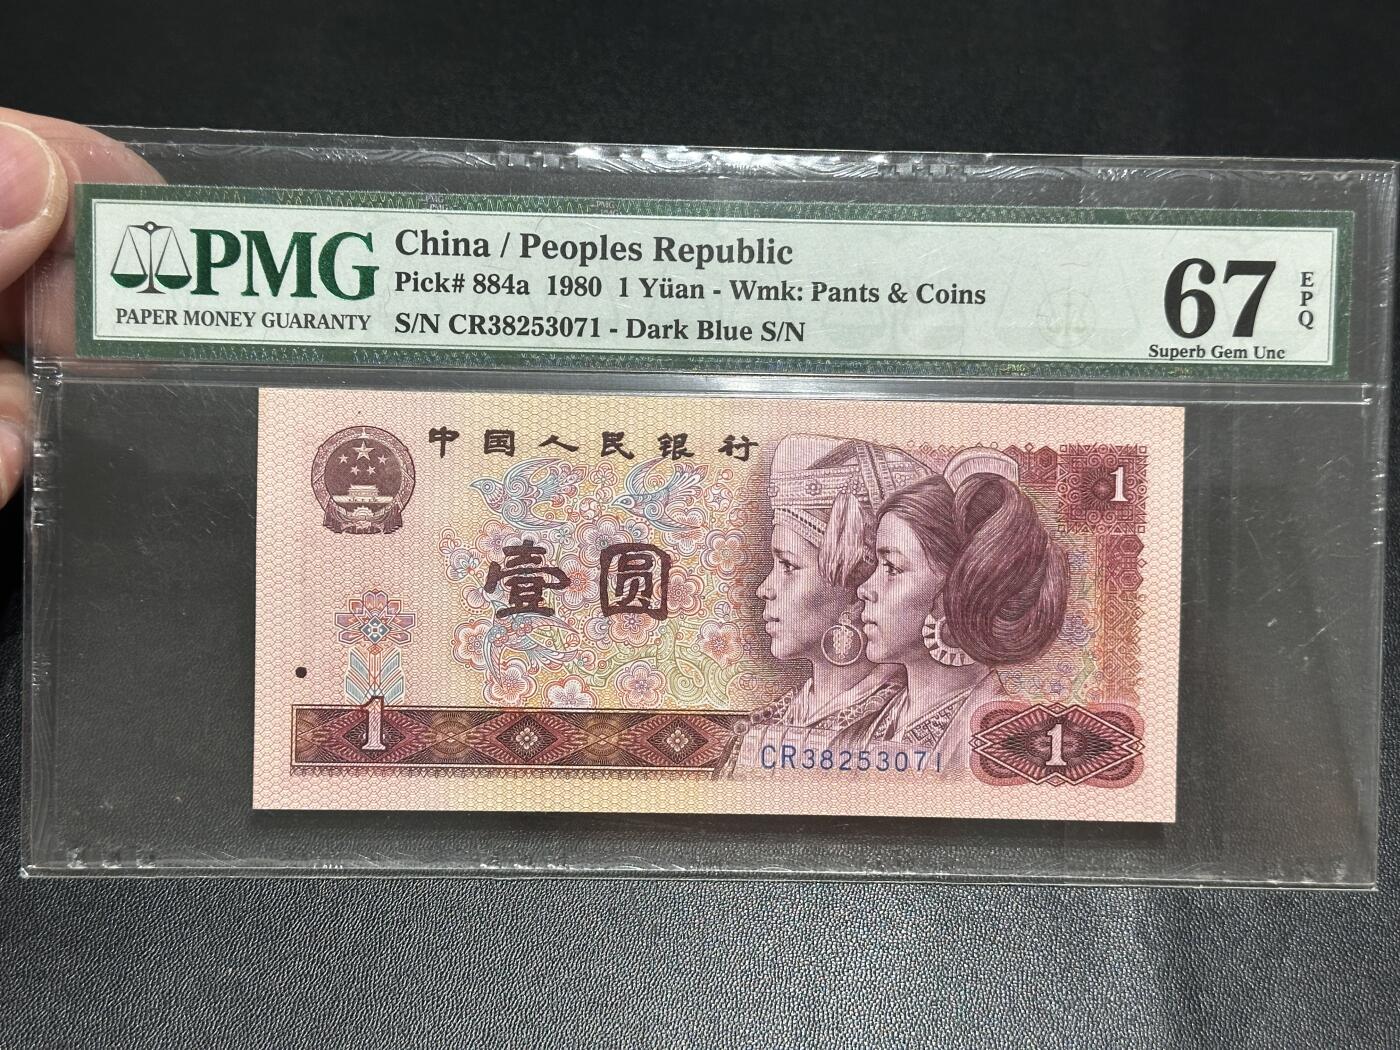 PMG
PAPER MONEY GUARANTY
China / Peoples Republic
Pick# 884a 1980 1 Yüan - Wmk: Pants & Coins
S/N CR38253071 - Dark Blue S/N
67
EPQ
Superb Gem Unc
中国人民银行
1
壹圆
1
1
CR38253071